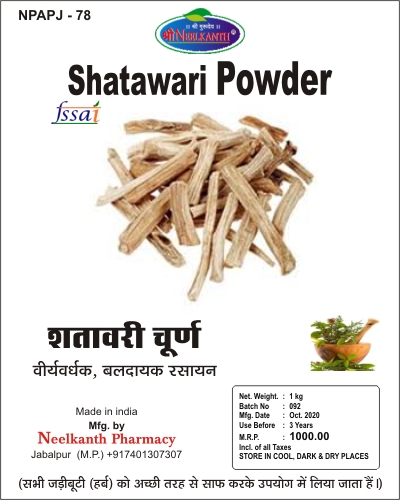 NPAPJ - 78
|| श्री गुरुदेव ||
श्री NEELKANTH
Shatawari Powder
fssai
शतावरी चूर्ण
वीर्यवर्धक, बलदायक रसायन
Made in india
Mfg. by
Neelkanth Pharmacy
Jabalpur (M.P.) +917401307307
Net. Weight. : 1 kg
Batch No : 092
Mfg. Date : Oct. 2020
Use Before : 3 Years
M.R.P. : 1000.00
Incl. of all Taxes
STORE IN COOL, DARK & DRY PLACES
(सभी जड़ीबूटी (हर्ब) को अच्छी तरह से साफ करके उपयोग में लिया जाता हैं।)